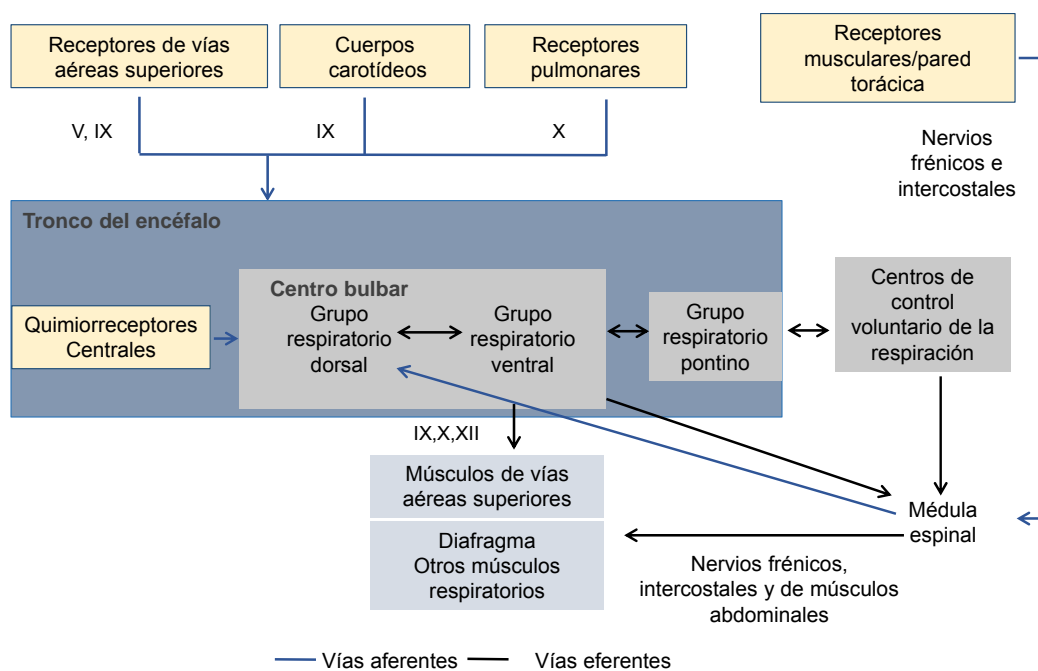 Receptores de vías
aéreas superiores
Cuerpos
carotídeos
Receptores
pulmonares
Receptores
musculares/pared
torácica
V, IX
IX
X
Nervios
frénicos e
intercostales
Tronco del encéfalo
Centro bulbar
Quimiorreceptores
Centrales
Grupo
respiratorio
dorsal
Grupo
respiratorio
ventral
Grupo
respiratorio
pontino
Centros de
control
voluntario de la
respiración
IX,X,XII
Músculos de vías
aéreas superiores
Diafragma
Otros músculos
respiratorios
Médula
espinal
Nervios frénicos,
intercostales y de músculos
abdominales
Vías aferentes
Vías eferentes